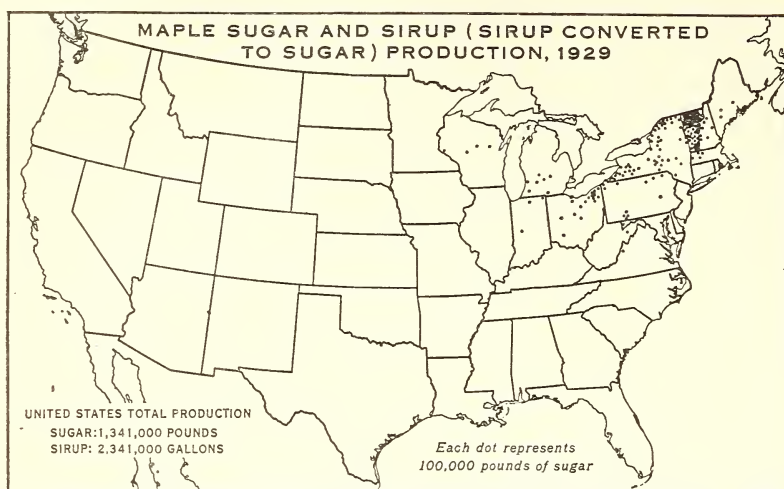 MAPLE SUGAR AND SIRUP (SIRUP CONVERTED
TO SUGAR) PRODUCTION, 1929
UNITED STATES TOTAL PRODUCTION
SUGAR: 1,341,000 POUNDS
SIRUP: 2,341,000 GALLONS
Each dot represents
100,000 pounds of sugar